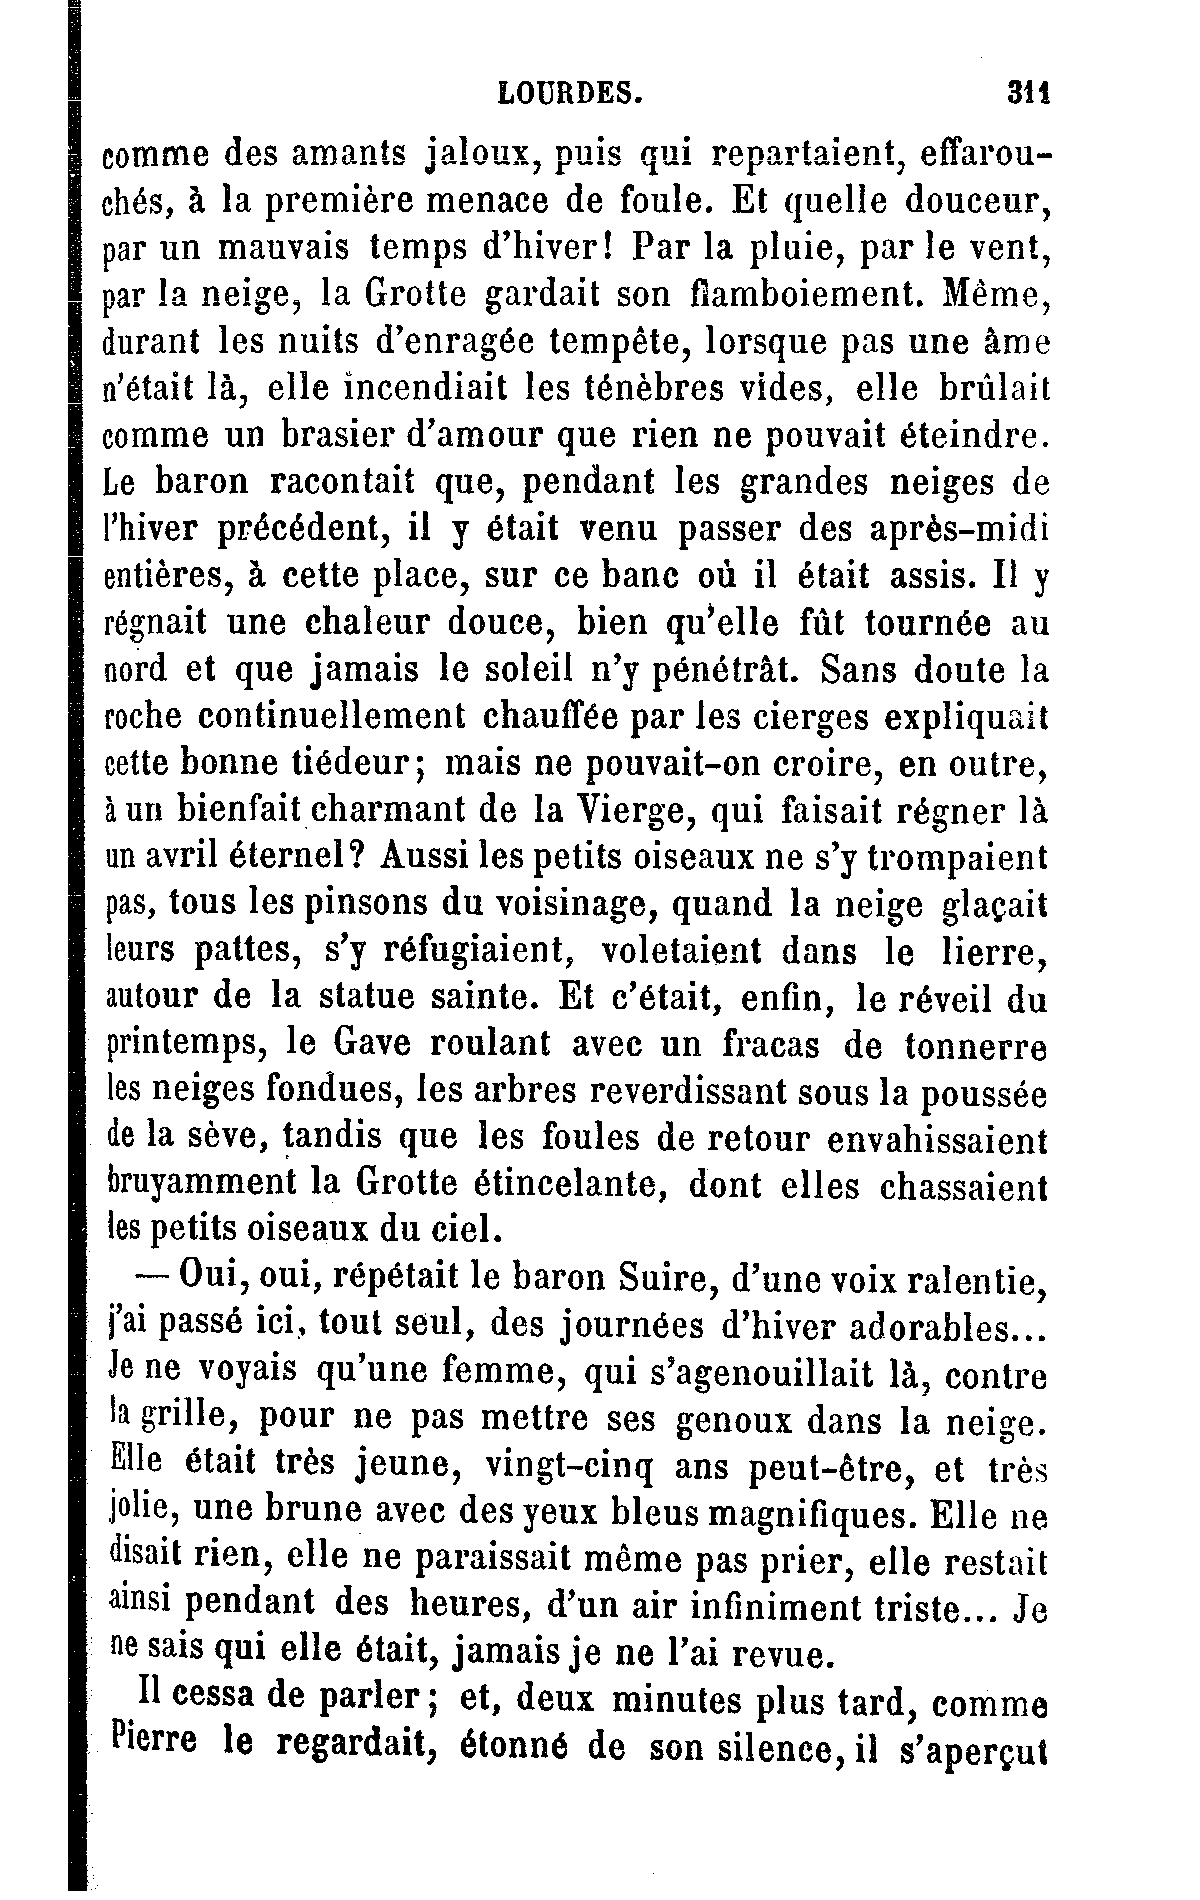 LOURDES. 311
comme des amants jaloux, puis qui repartaient, effarou-
chés, à la première menace de foule. Et quelle douceur,
par un mauvais temps d'hiver! Par la pluie, par le vent,
par la neige, la Grotte gardait son flamboiement. Même,
durant les nuits d'enragée tempête, lorsque pas une âme
n'était là, elle incendiait les ténèbres vides, elle brûlait
comme un brasier d'amour que rien ne pouvait éteindre.
Le baron racontait que, pendant les grandes neiges de
l'hiver précédent, il y était venu passer des après-midi
entières, à cette place, sur ce banc où il était assis. Il y
régnait une chaleur douce, bien qu'elle fût tournée au
nord et que jamais le soleil n'y pénétrât. Sans doute la
roche continuellement chauffée par les cierges expliquait
cette bonne tiédeur; mais ne pouvait-on croire, en outre,
à un bienfait charmant de la Vierge, qui faisait régner là
un avril éternel? Aussi les petits oiseaux ne s'y trompaient
pas, tous les pinsons du voisinage, quand la neige glaçait
leurs pattes, s'y réfugiaient, voletaient dans le lierre,
autour de la statue sainte. Et c'était, enfin, le réveil du
printemps, le Gave roulant avec un fracas de tonnerre
les neiges fondues, les arbres reverdissant sous la poussée
de la sève, tandis que les foules de retour envahissaient
bruyamment la Grotte étincelante, dont elles chassaient
les petits oiseaux du ciel.
— Oui, oui, répétait le baron Suire, d'une voix ralentie,
j'ai passé ici, tout seul, des journées d'hiver adorables...
Je ne voyais qu'une femme, qui s'agenouillait là, contre
la grille, pour ne pas mettre ses genoux dans la neige.
Elle était très jeune, vingt-cinq ans peut-être, et très
jolie, une brune avec des yeux bleus magnifiques. Elle ne
disait rien, elle ne paraissait même pas prier, elle restait
ainsi pendant des heures, d'un air infiniment triste... Je
ne sais qui elle était, jamais je ne l'ai revue.
Il cessa de parler; et, deux minutes plus tard, comme
Pierre le regardait, étonné de son silence, il s'aperçut